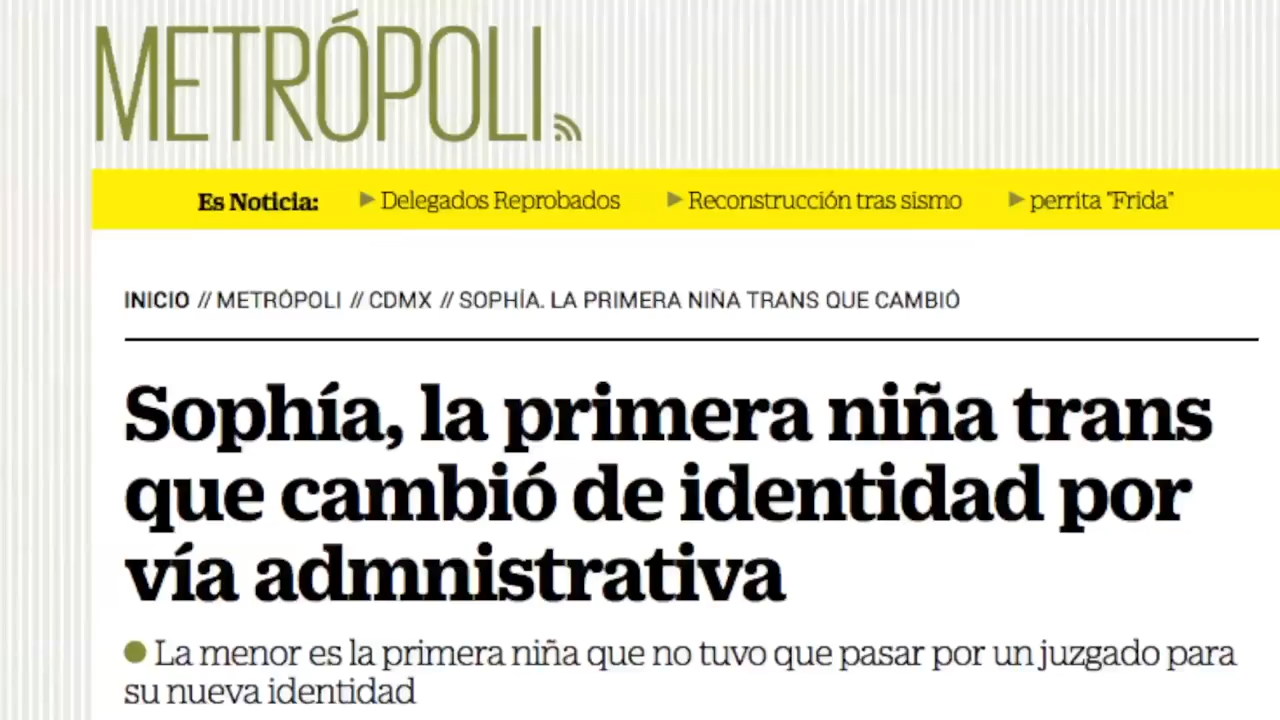 METRÓPOLI
Es Noticia: Delegados Reprobados Reconstrucción tras sismo perrita "Frida"
INICIO // METRÓPOLI // CDMX // SOPHÍA. LA PRIMERA NIÑA TRANS QUE CAMBIÓ
Sophía, la primera niña trans
que cambió de identidad por
vía admnistrativa
La menor es la primera niña que no tuvo que pasar por un juzgado para
su nueva identidad